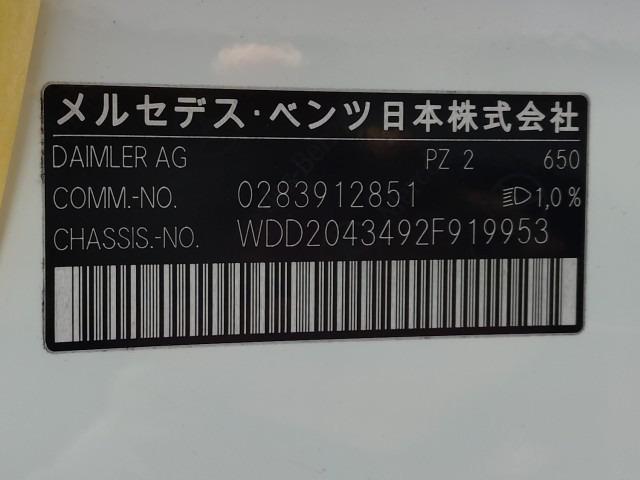 メルセデス・ベンツ日本株式会社
DAIMLER AG PZ 2 650
COMM.-NO. 0283912851 1,0%
CHASSIS.-NO. WDD2043492F919953